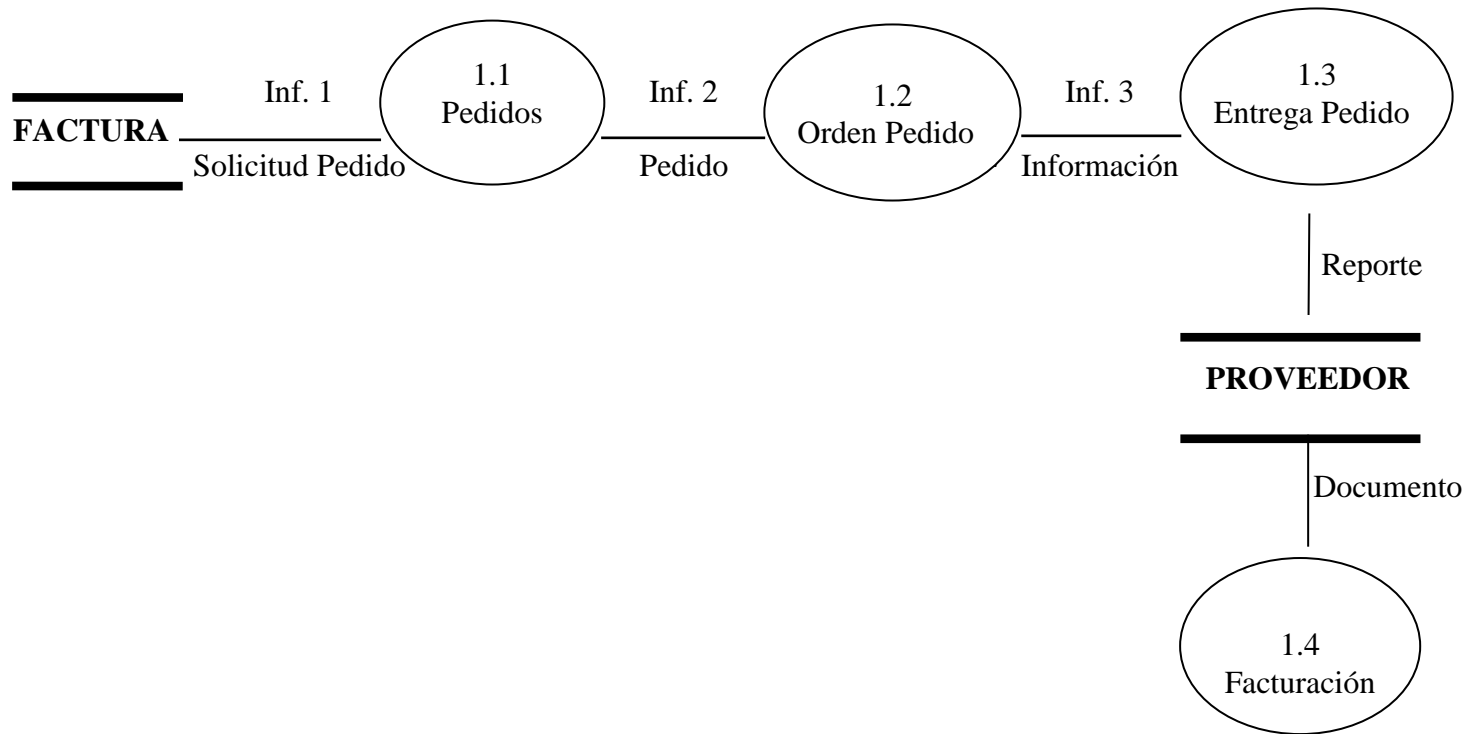 FACTURA
Inf. 1
Solicitud Pedido
1.1
Pedidos
Inf. 2
Pedido
1.2
Orden Pedido
Inf. 3
Información
1.3
Entrega Pedido
Reporte
PROVEEDOR
Documento
1.4
Facturación